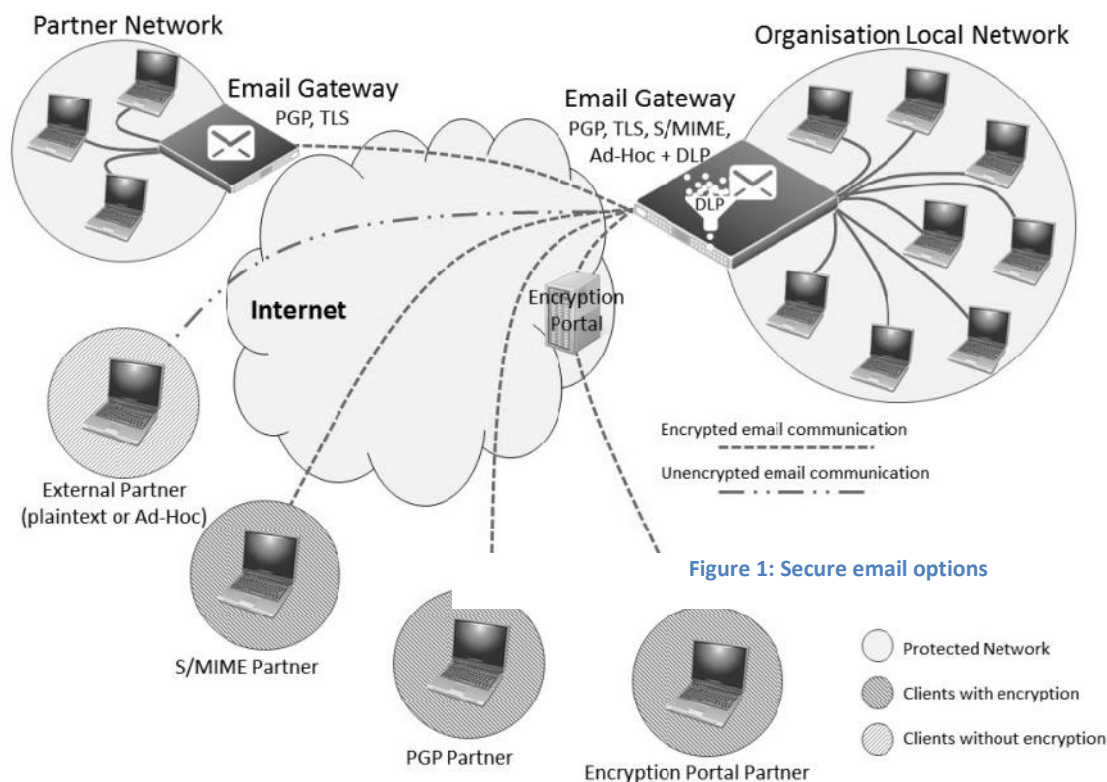 Partner Network
Organisation Local Network
Email Gateway
PGP, TLS
Email Gateway
PGP, TLS, S/MIME,
Ad-Hoc + DLP
DLP
Internet
Encryption
Portal
Encrypted email communication
Unencrypted email communication
External Partner
(plaintext or Ad-Hoc)
Figure 1: Secure email options
S/MIME Partner
PGP Partner
Encryption Portal Partner
Protected Network
Clients with encryption
Clients without encryption